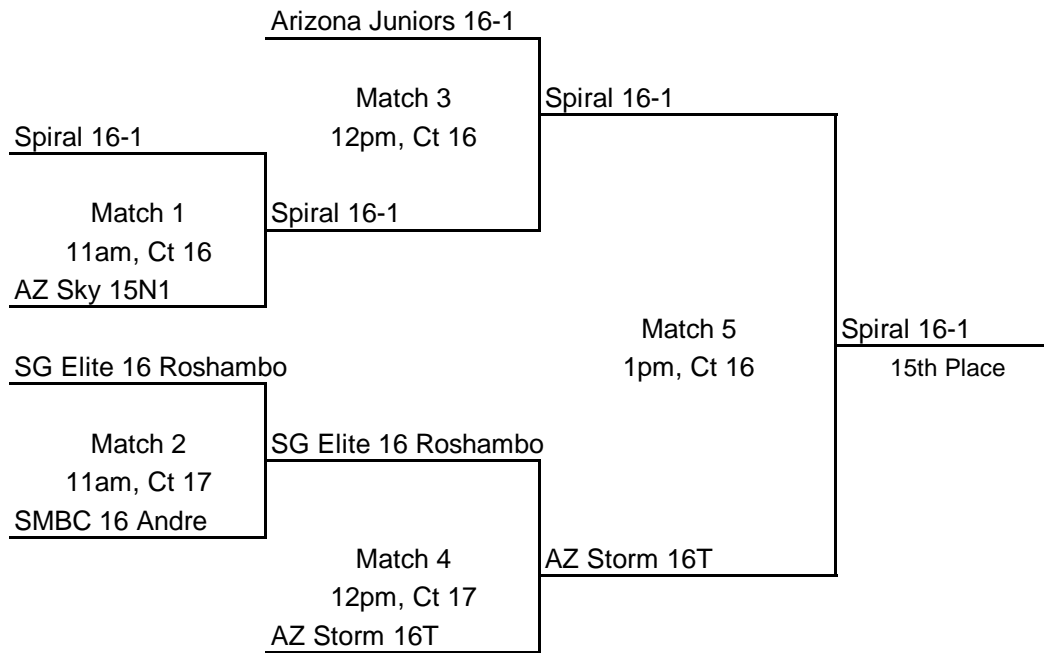 Arizona Juniors 16-1
Match 3
12pm, Ct 16
Spiral 16-1
Spiral 16-1
Match 1
11am, Ct 16
Spiral 16-1
AZ Sky 15N1
Match 5
1pm, Ct 16
Spiral 16-1
15th Place
SG Elite 16 Roshambo
Match 2
11am, Ct 17
SG Elite 16 Roshambo
SMBC 16 Andre
Match 4
12pm, Ct 17
AZ Storm 16T
AZ Storm 16T